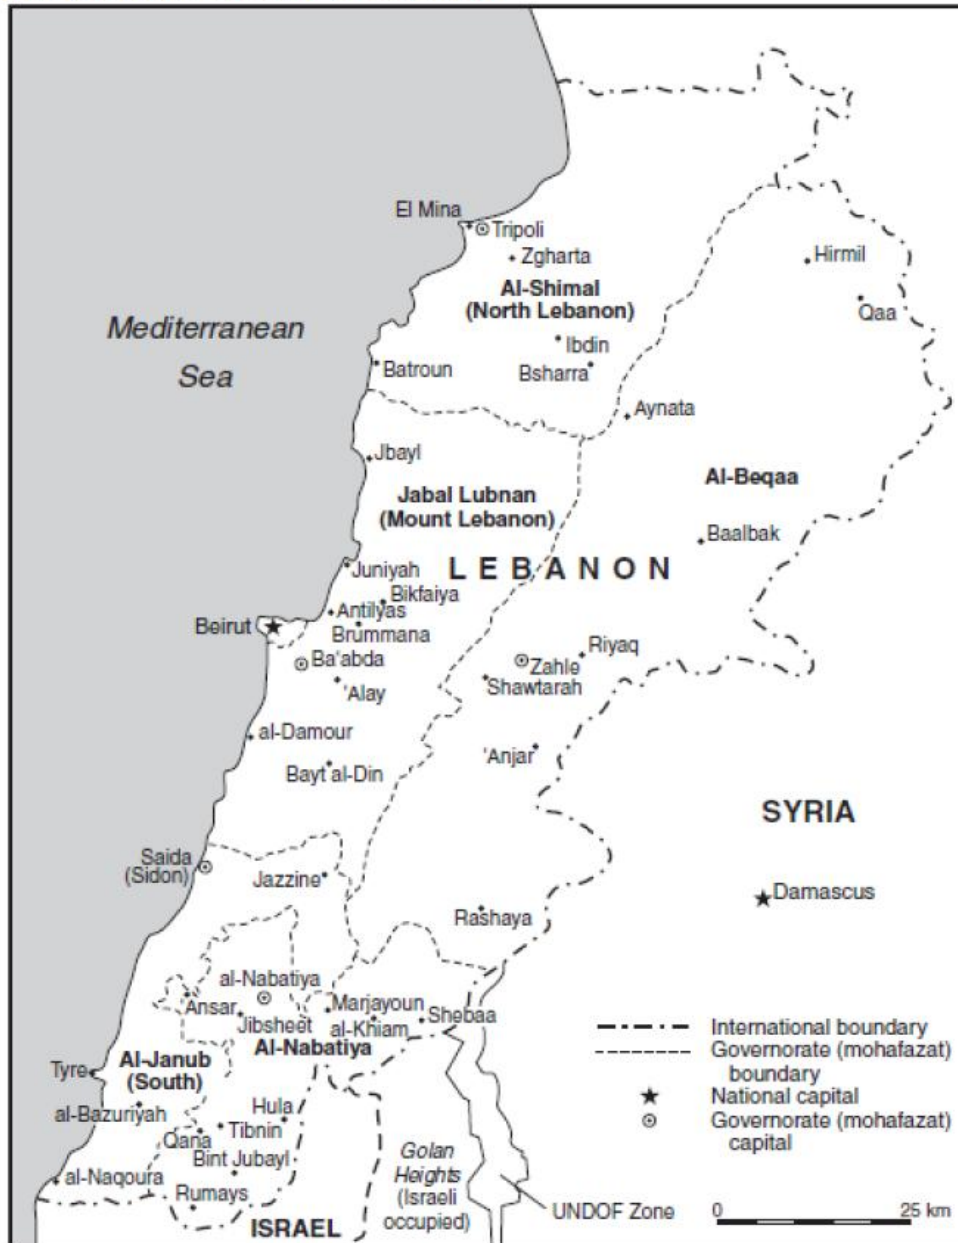 El Mina
Tripoli
Zgharta
Hirmil
Al-Shimal
(North Lebanon)
Qaa
Mediterranean
Sea
Ibdin
Batroun
Bsharra
Aynata
Jbayl
Al-Beqaa
Jabal Lubnan
(Mount Lebanon)
Baalbak
LEBANON
Juniyah
Bikfaiya
Antilyas
Beirut
Brummana
Riyaq
Ba'abda
Zahle
'Alay
Shawtarah
al-Damour
'Anjar
Bayt al-Din
SYRIA
Saida
(Sidon)
Jazzine
Damascus
Rashaya
al-Nabatiya
Ansar
Marjayoun
Shebaa
Jibsheet
al-Khiam
Al-Nabatiya
Al-Janub
(South)
Tyre
al-Bazuriyah
Hula
Tibnin
Qana
Bint Jubayl
al-Naqoura
Rumays
ISRAEL
Golan
Heights
(Israeli
occupied)
UNDOF Zone
International boundary
Governorate (mohafazat)
boundary
National capital
Governorate (mohafazat)
capital
0 25 km